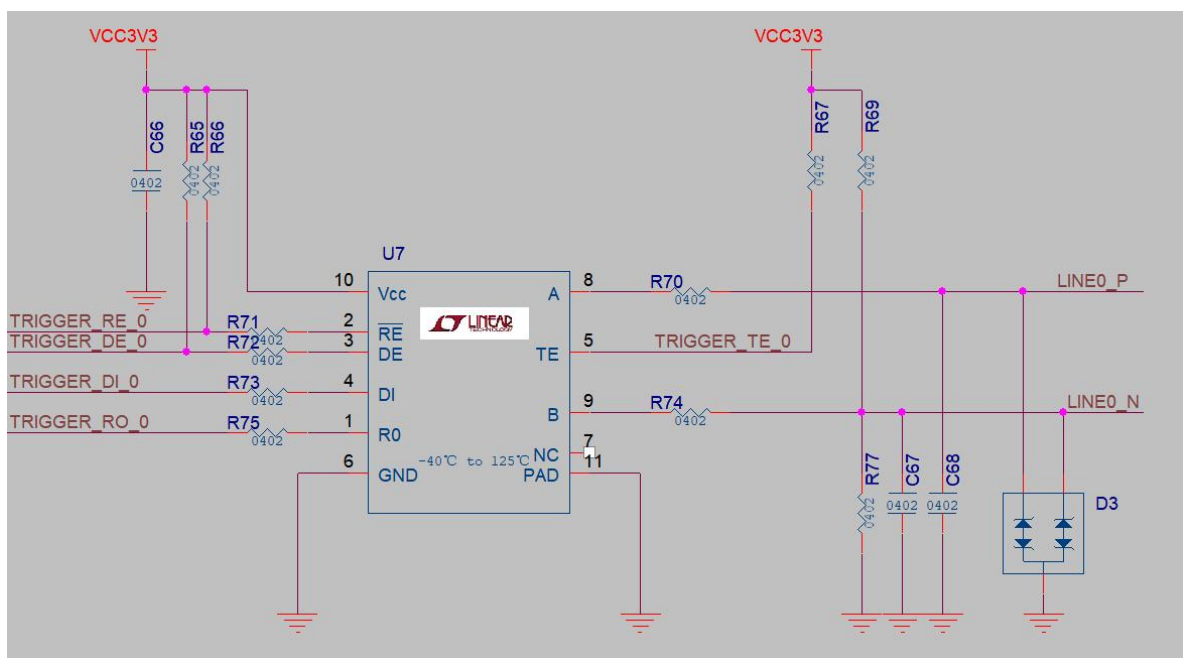 VCC3V3
VCC3V3
C66
R65
R66
R67
R69
0402
0402
0402
0402
0402
U7
10
Vcc
A
8
R70
0402
LINE0_P
LINEAR
TECHNOLOGY
TRIGGER_RE_0
R71
0402
2
RE
TRIGGER_DE_0
R72
0402
3
DE
TE
5
TRIGGER_TE_0
TRIGGER_DI_0
R73
0402
4
DI
B
9
R74
0402
LINE0_N
TRIGGER_RO_0
R75
0402
1
R0
NC
7
6
GND
-40℃ to 125℃
PAD
11
R77
C67
C68
0402
0402
0402
D3